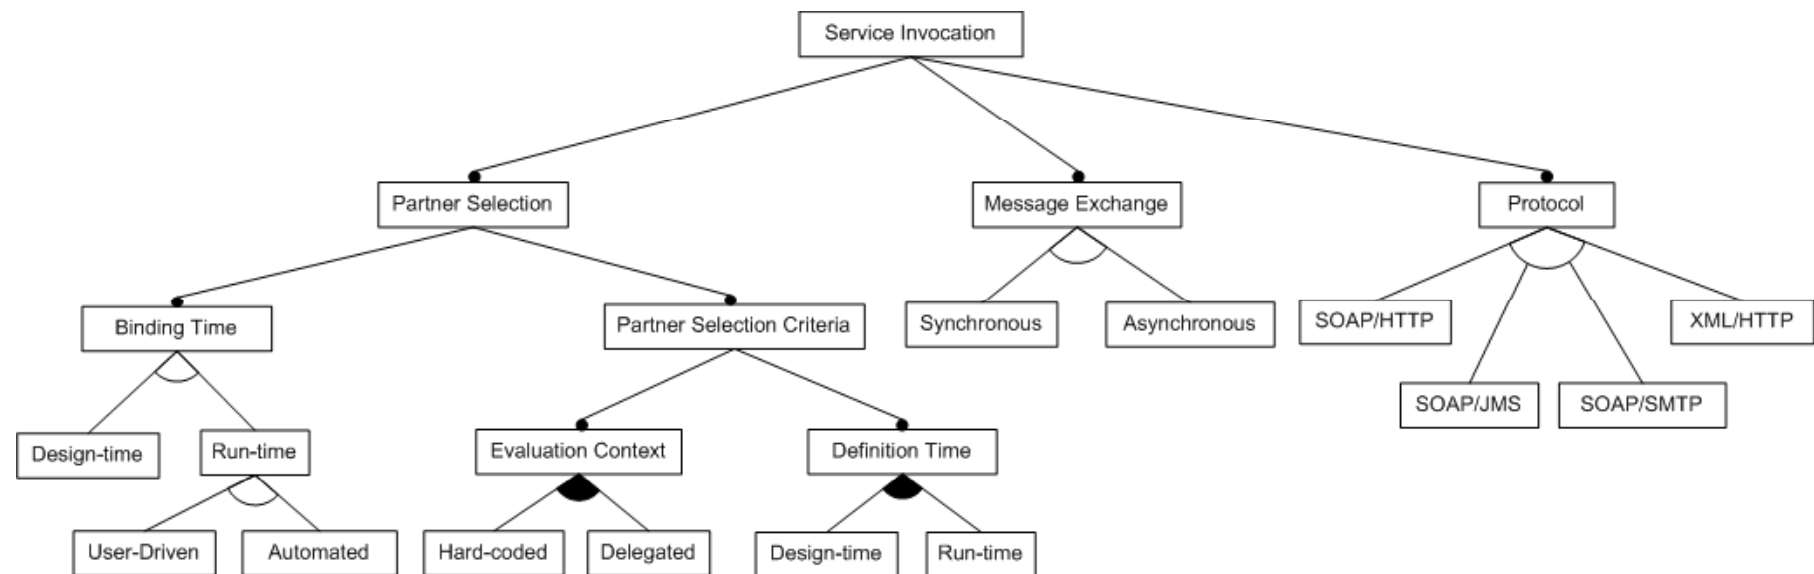 Service Invocation
Partner Selection
Message Exchange
Protocol
Binding Time
Partner Selection Criteria
Synchronous
Asynchronous
SOAP/HTTP
XML/HTTP
SOAP/JMS
SOAP/SMTP
Design-time
Run-time
Evaluation Context
Definition Time
User-Driven
Automated
Hard-coded
Delegated
Design-time
Run-time